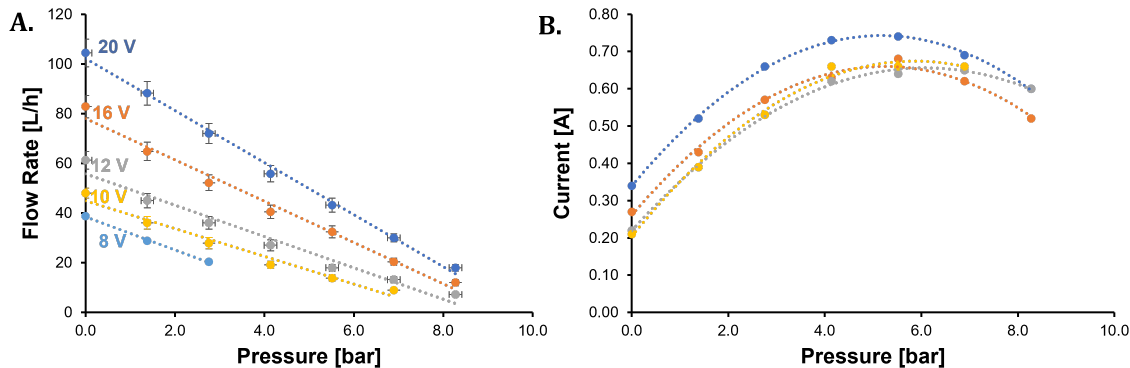 A.
120
100
80
60
40
20
0
Flow Rate [L/h]
20 V
16 V
12 V
10 V
8 V
0.0 2.0 4.0 6.0 8.0 10.0
Pressure [bar]
B.
0.80
0.70
0.60
0.50
0.40
0.30
0.20
0.10
0.00
Current [A]
0.0 2.0 4.0 6.0 8.0 10.0
Pressure [bar]